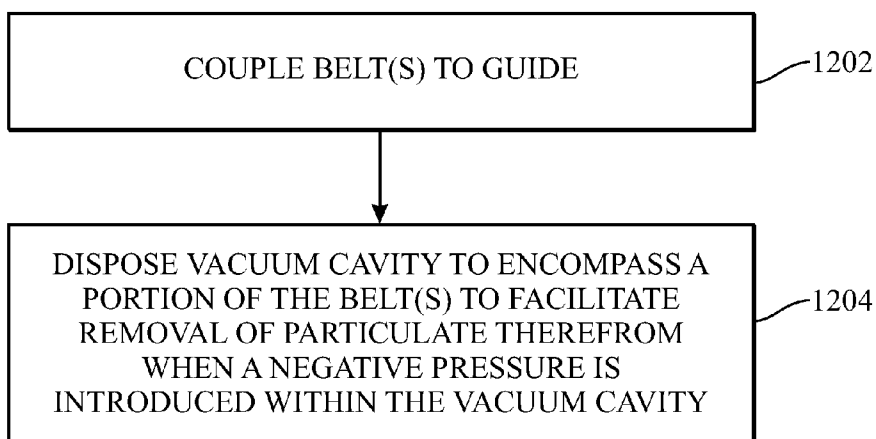 COUPLE BELT(S) TO GUIDE
1202
DISPOSE VACUUM CAVITY TO ENCOMPASS A
PORTION OF THE BELT(S) TO FACILITATE
REMOVAL OF PARTICULATE THEREFROM
WHEN A NEGATIVE PRESSURE IS
INTRODUCED WITHIN THE VACUUM CAVITY
1204